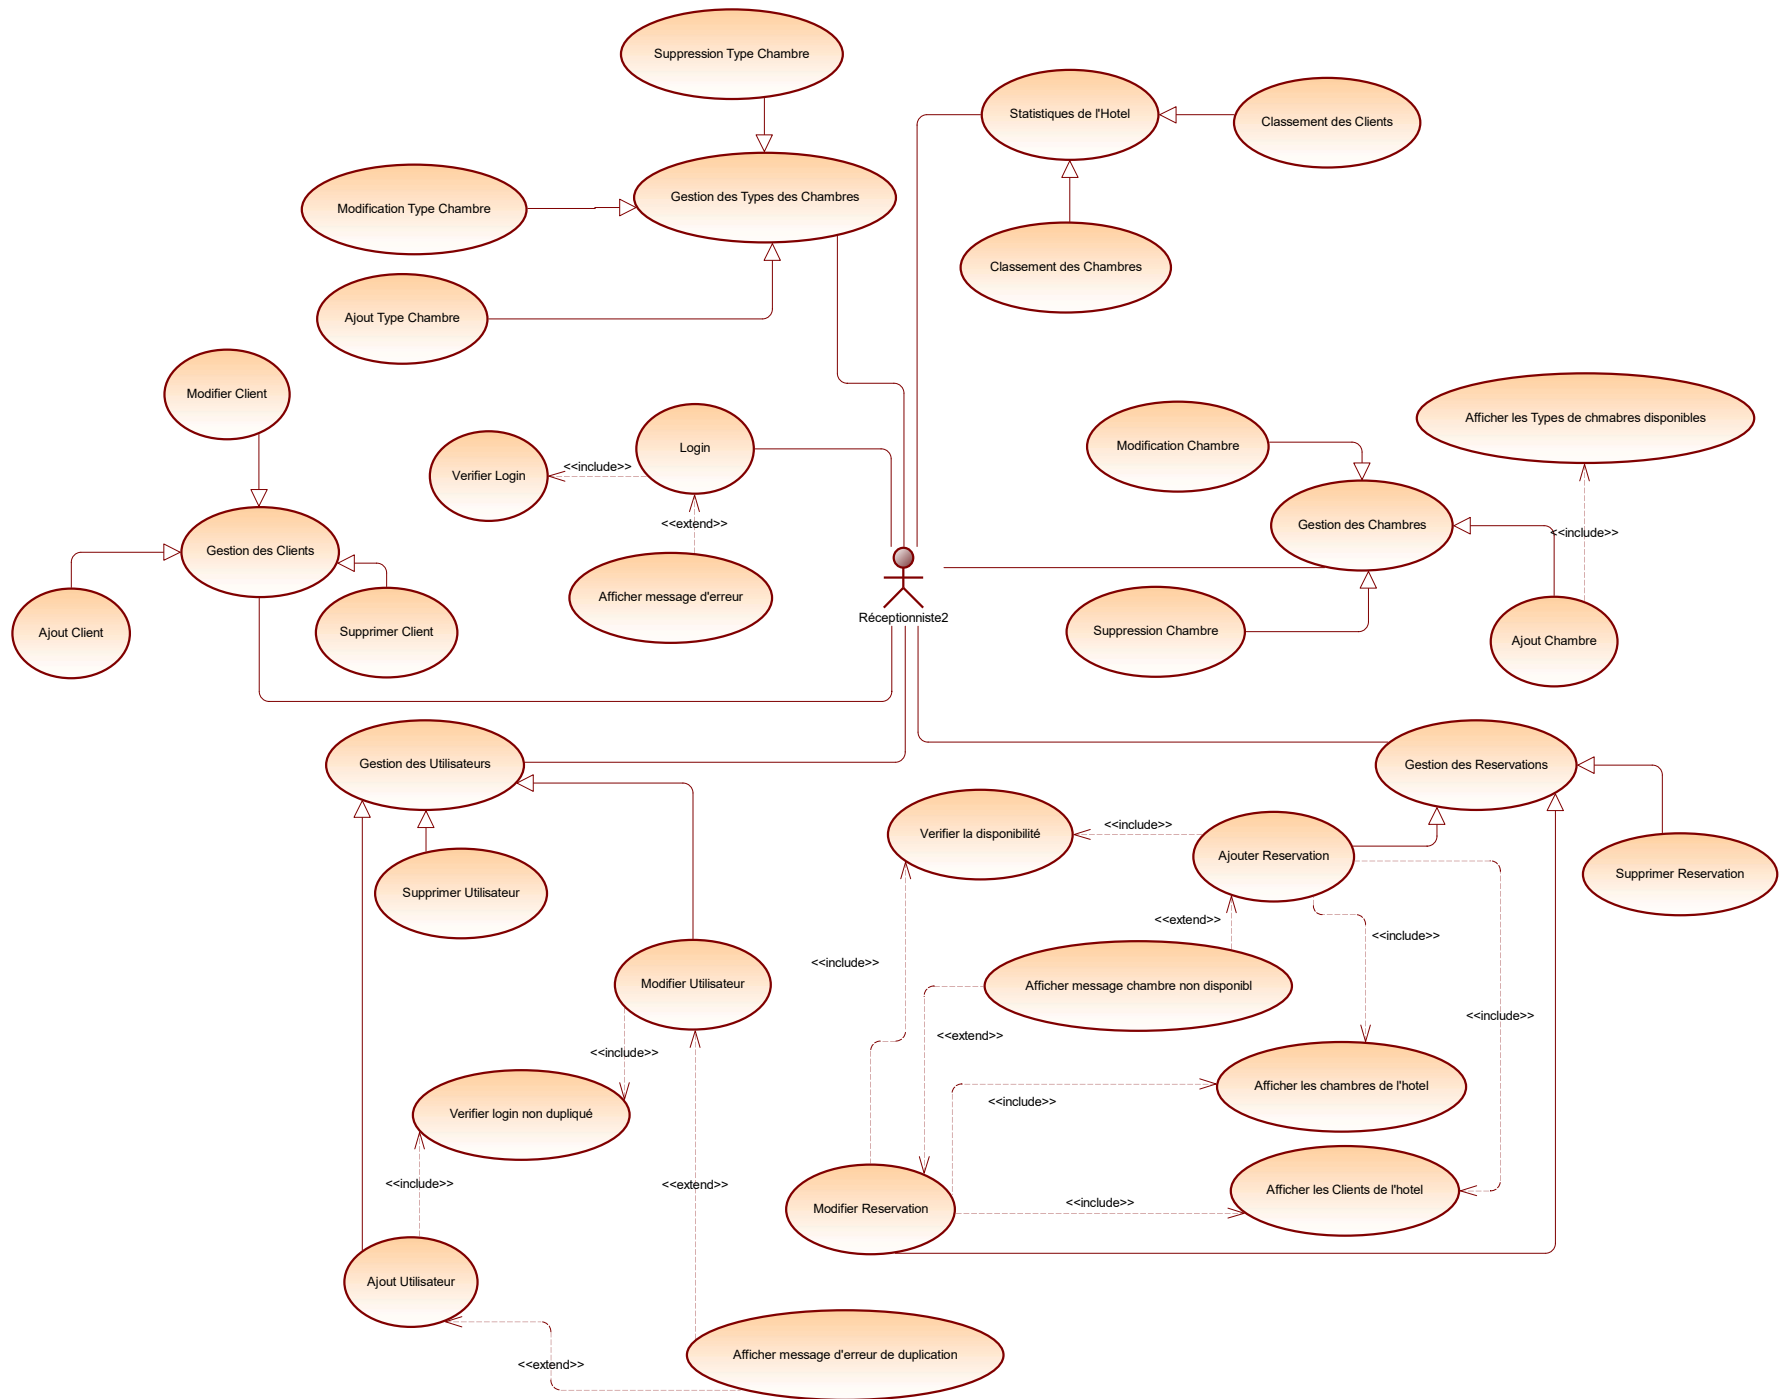 Suppression Type Chambre
Statistiques de l'Hotel
Classement des Clients
Modification Type Chambre
Gestion des Types des Chambres
Classement des Chambres
Ajout Type Chambre
Modifier Client
Afficher les Types de chmabres disponibles
Modification Chambre
Login
Verifier Login
<<include>>
<<extend>>
Gestion des Chambres
<<include>>
Gestion des Clients
Afficher message d'erreur
Réceptionniste2
Ajout Client
Supprimer Client
Suppression Chambre
Ajout Chambre
Gestion des Utilisateurs
Gestion des Reservations
Verifier la disponibilité
<<include>>
Ajouter Reservation
Supprimer Reservation
Supprimer Utilisateur
<<extend>>
<<include>>
<<include>>
Modifier Utilisateur
Afficher message chambre non disponibl
<<include>>
<<extend>>
<<include>>
Afficher les chambres de l'hotel
<<include>>
Verifier login non dupliqué
<<include>>
<<extend>>
Afficher les Clients de l'hotel
<<include>>
Modifier Reservation
Ajout Utilisateur
Afficher message d'erreur de duplication
<<extend>>